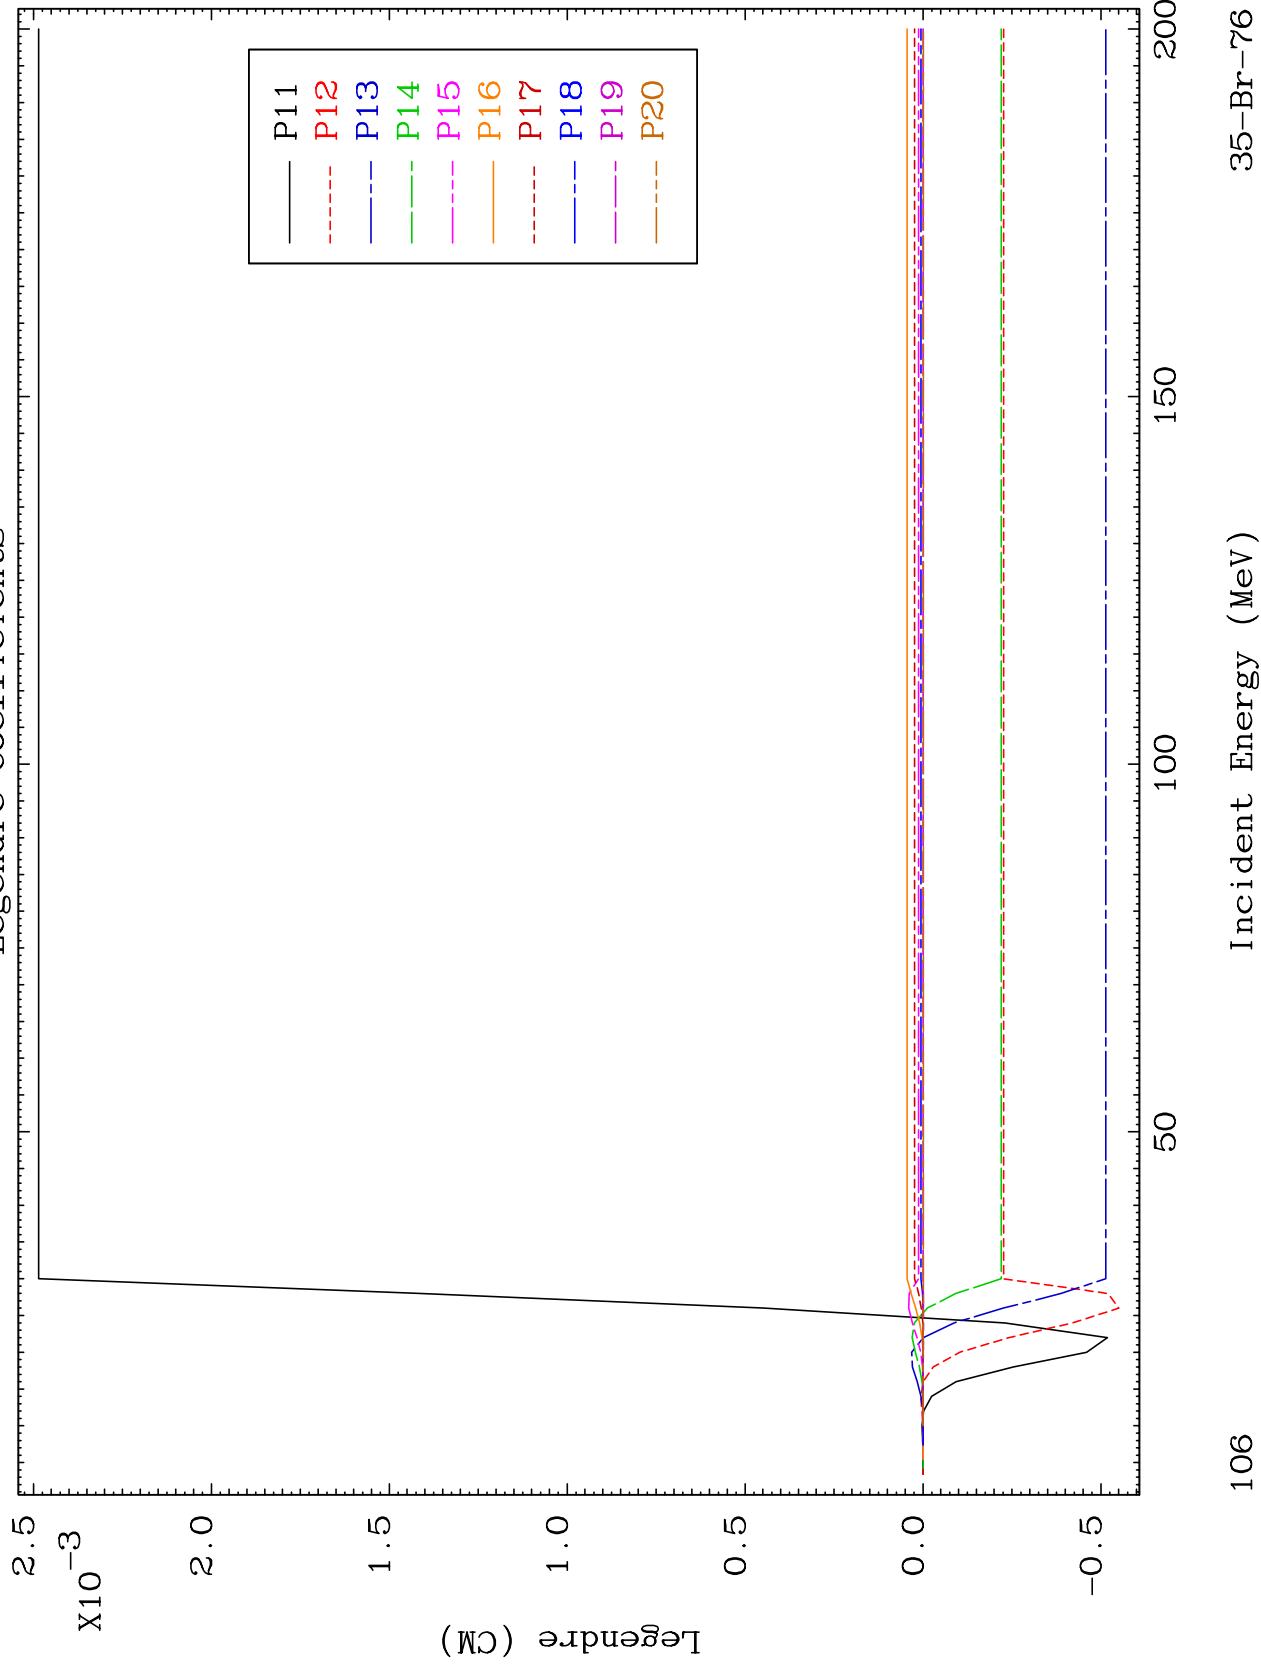 Legendre Coefficients
2.5
X10-3
2.0
1.5
1.0
0.5
0.0
-0.5
Legendre (CM)
P11
P12
P13
P14
P15
P16
P17
P18
P19
P20
50
100
150
200
Incident Energy (MeV)
106
35-Br-76